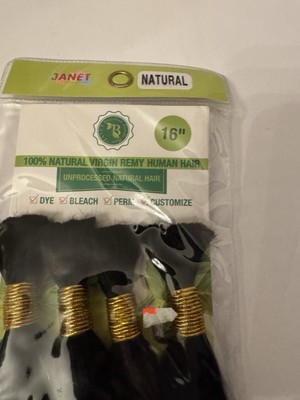 JANET
NATURAL
16"
100% NATURAL VIRGIN REMY HUMAN HAIR
UNPROCESSED NATURAL HAIR
DYE BLEACH PERM CUSTOMIZE